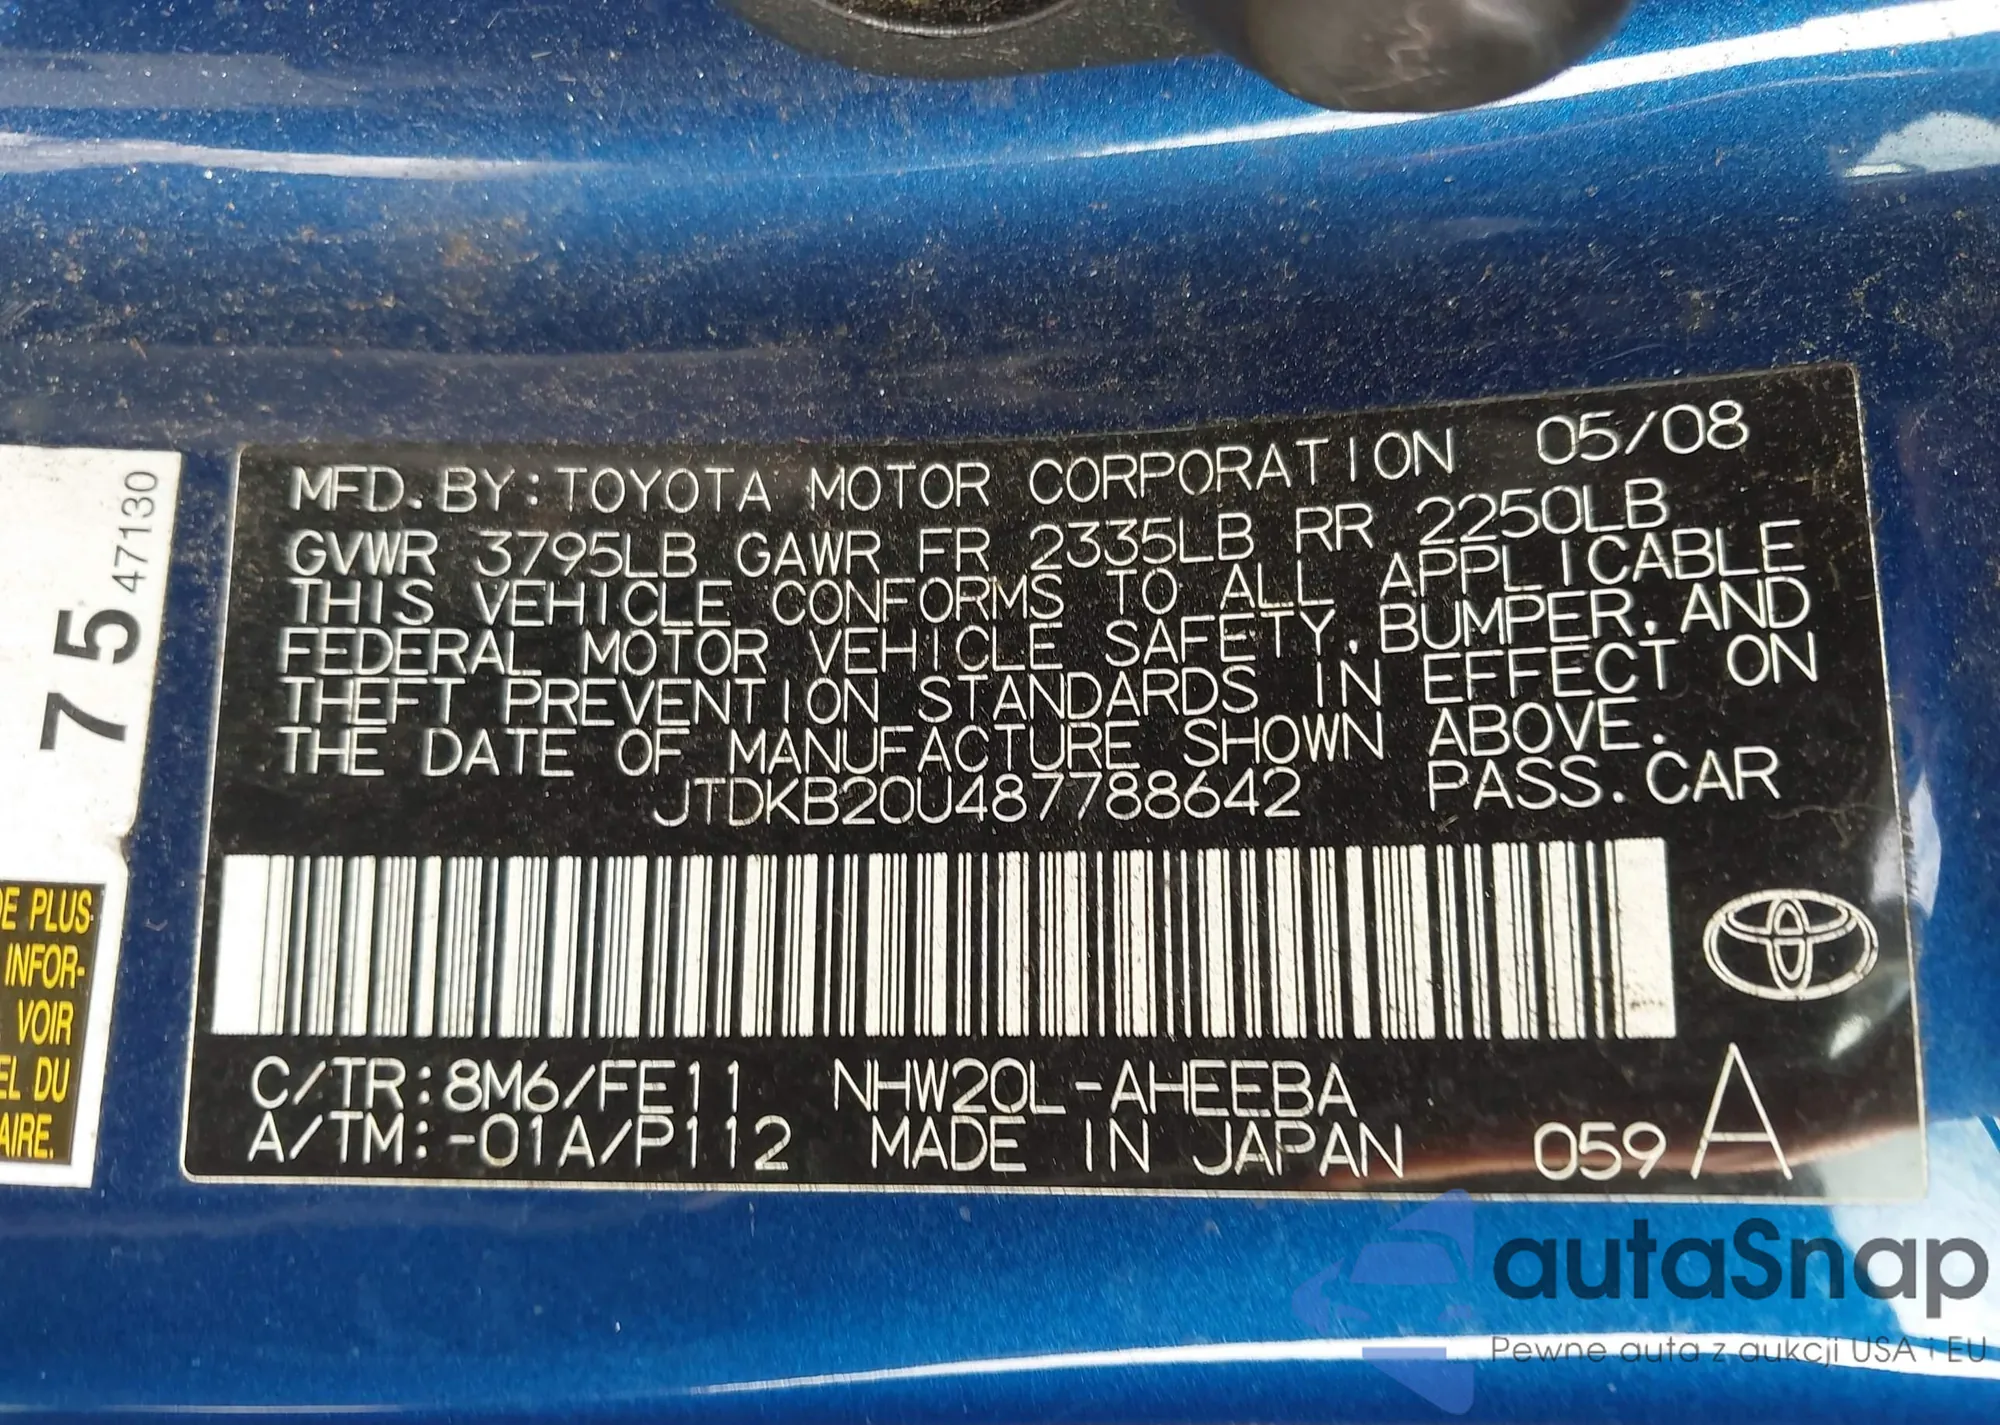 MFD. BY: TOYOTA MOTOR CORPORATION 05/08
GVWR 3795LB GAWR FR 2335LB RR 2250LB
THIS VEHICLE CONFORMS TO ALL APPLICABLE
FEDERAL MOTOR VEHICLE SAFETY, BUMPER, AND
THEFT PREVENTION STANDARDS IN EFFECT ON
THE DATE OF MANUFACTURE SHOWN ABOVE.
JTDKB20U487788642 PASS. CAR
C/TR: 8M6/FE11 NHW20L-AHEEBA
A/TM: -01A/P112 MADE IN JAPAN 059 A
75
47130
DE PLUS
INFOR-
VOIR
EL DU
AIRE.
autaSnap
Pewne auta z aukcji USA i EU